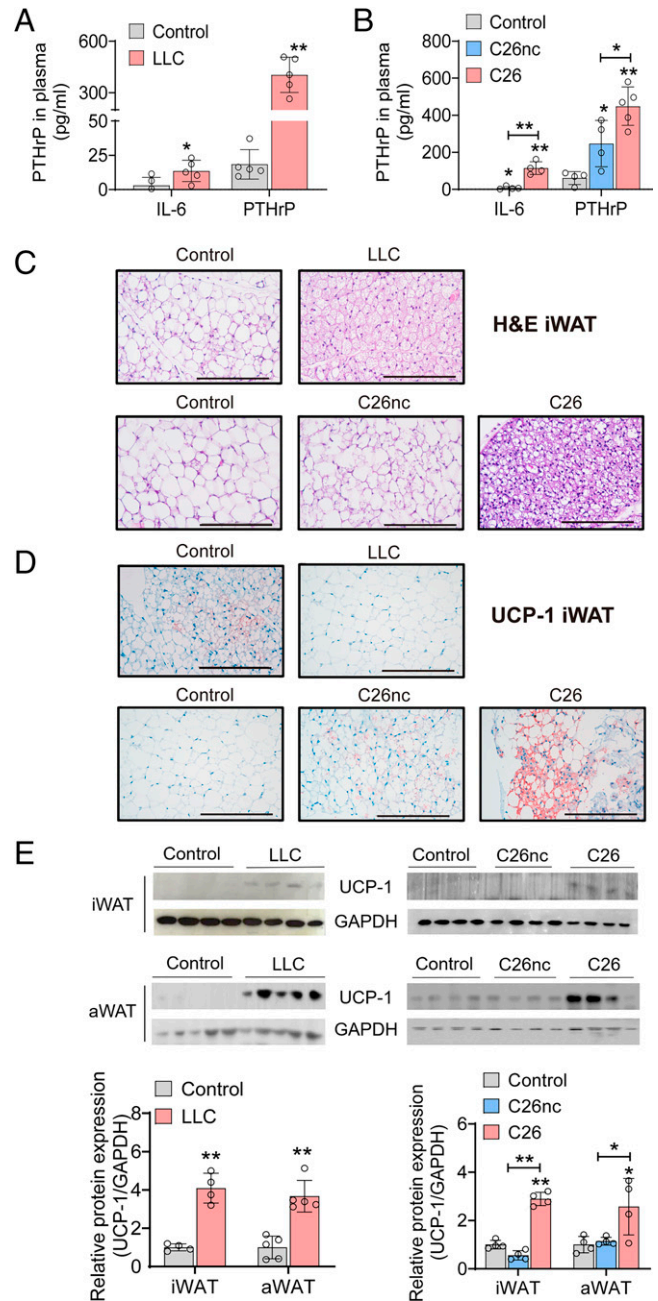 A
Control
LLC
PTHrP in plasma
(pg/ml)
600
300
50
25
0
*
**
IL-6
PTHrP
B
Control
C26nc
C26
PTHrP in plasma
(pg/ml)
800
600
400
200
0
*
**
**
*
*
**
IL-6
PTHrP
C
Control
LLC
H&E iWAT
Control
C26nc
C26
D
Control
LLC
UCP-1 iWAT
Control
C26nc
C26
E
Control
LLC
Control
C26nc
C26
iWAT
UCP-1
GAPDH
Control
LLC
Control
C26nc
C26
aWAT
UCP-1
GAPDH
Control
LLC
Relative protein expression
(UCP-1/GAPDH)
8
6
4
2
0
**
**
iWAT
aWAT
Control
C26nc
C26
Relative protein expression
(UCP-1/GAPDH)
6
4
2
0
**
**
*
*
iWAT
aWAT